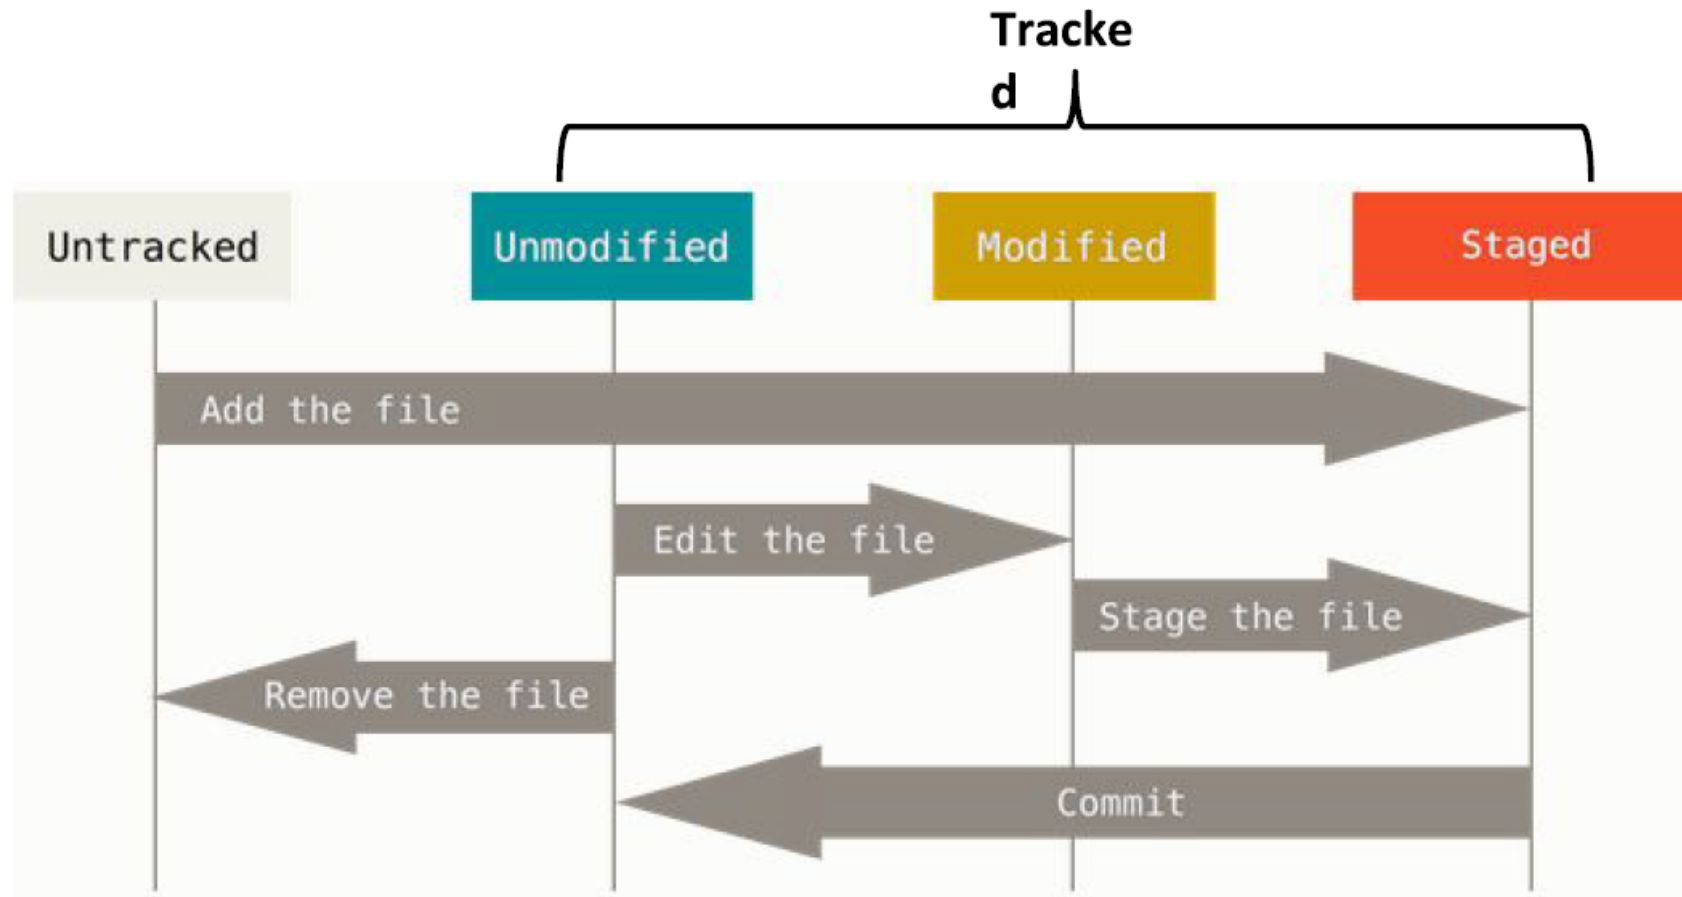 Tracke
d
Untracked
Unmodified
Modified
Staged
Add the file
Edit the file
Stage the file
Remove the file
Commit